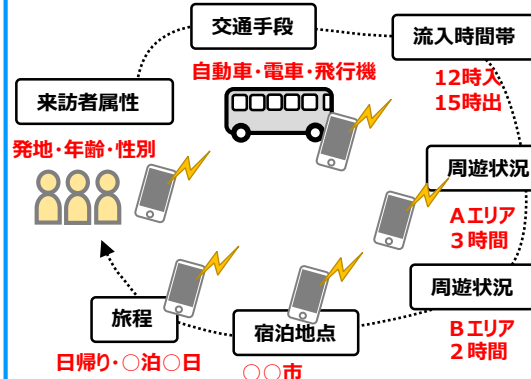 交通手段
自動車・電車・飛行機
流入時間帯
12時入
15時出
来訪者属性
発地・年齢・性別
周遊状況
Aエリア
3時間
周遊状況
Bエリア
2時間
宿泊地点
○○市
旅程
日帰り・○泊○日